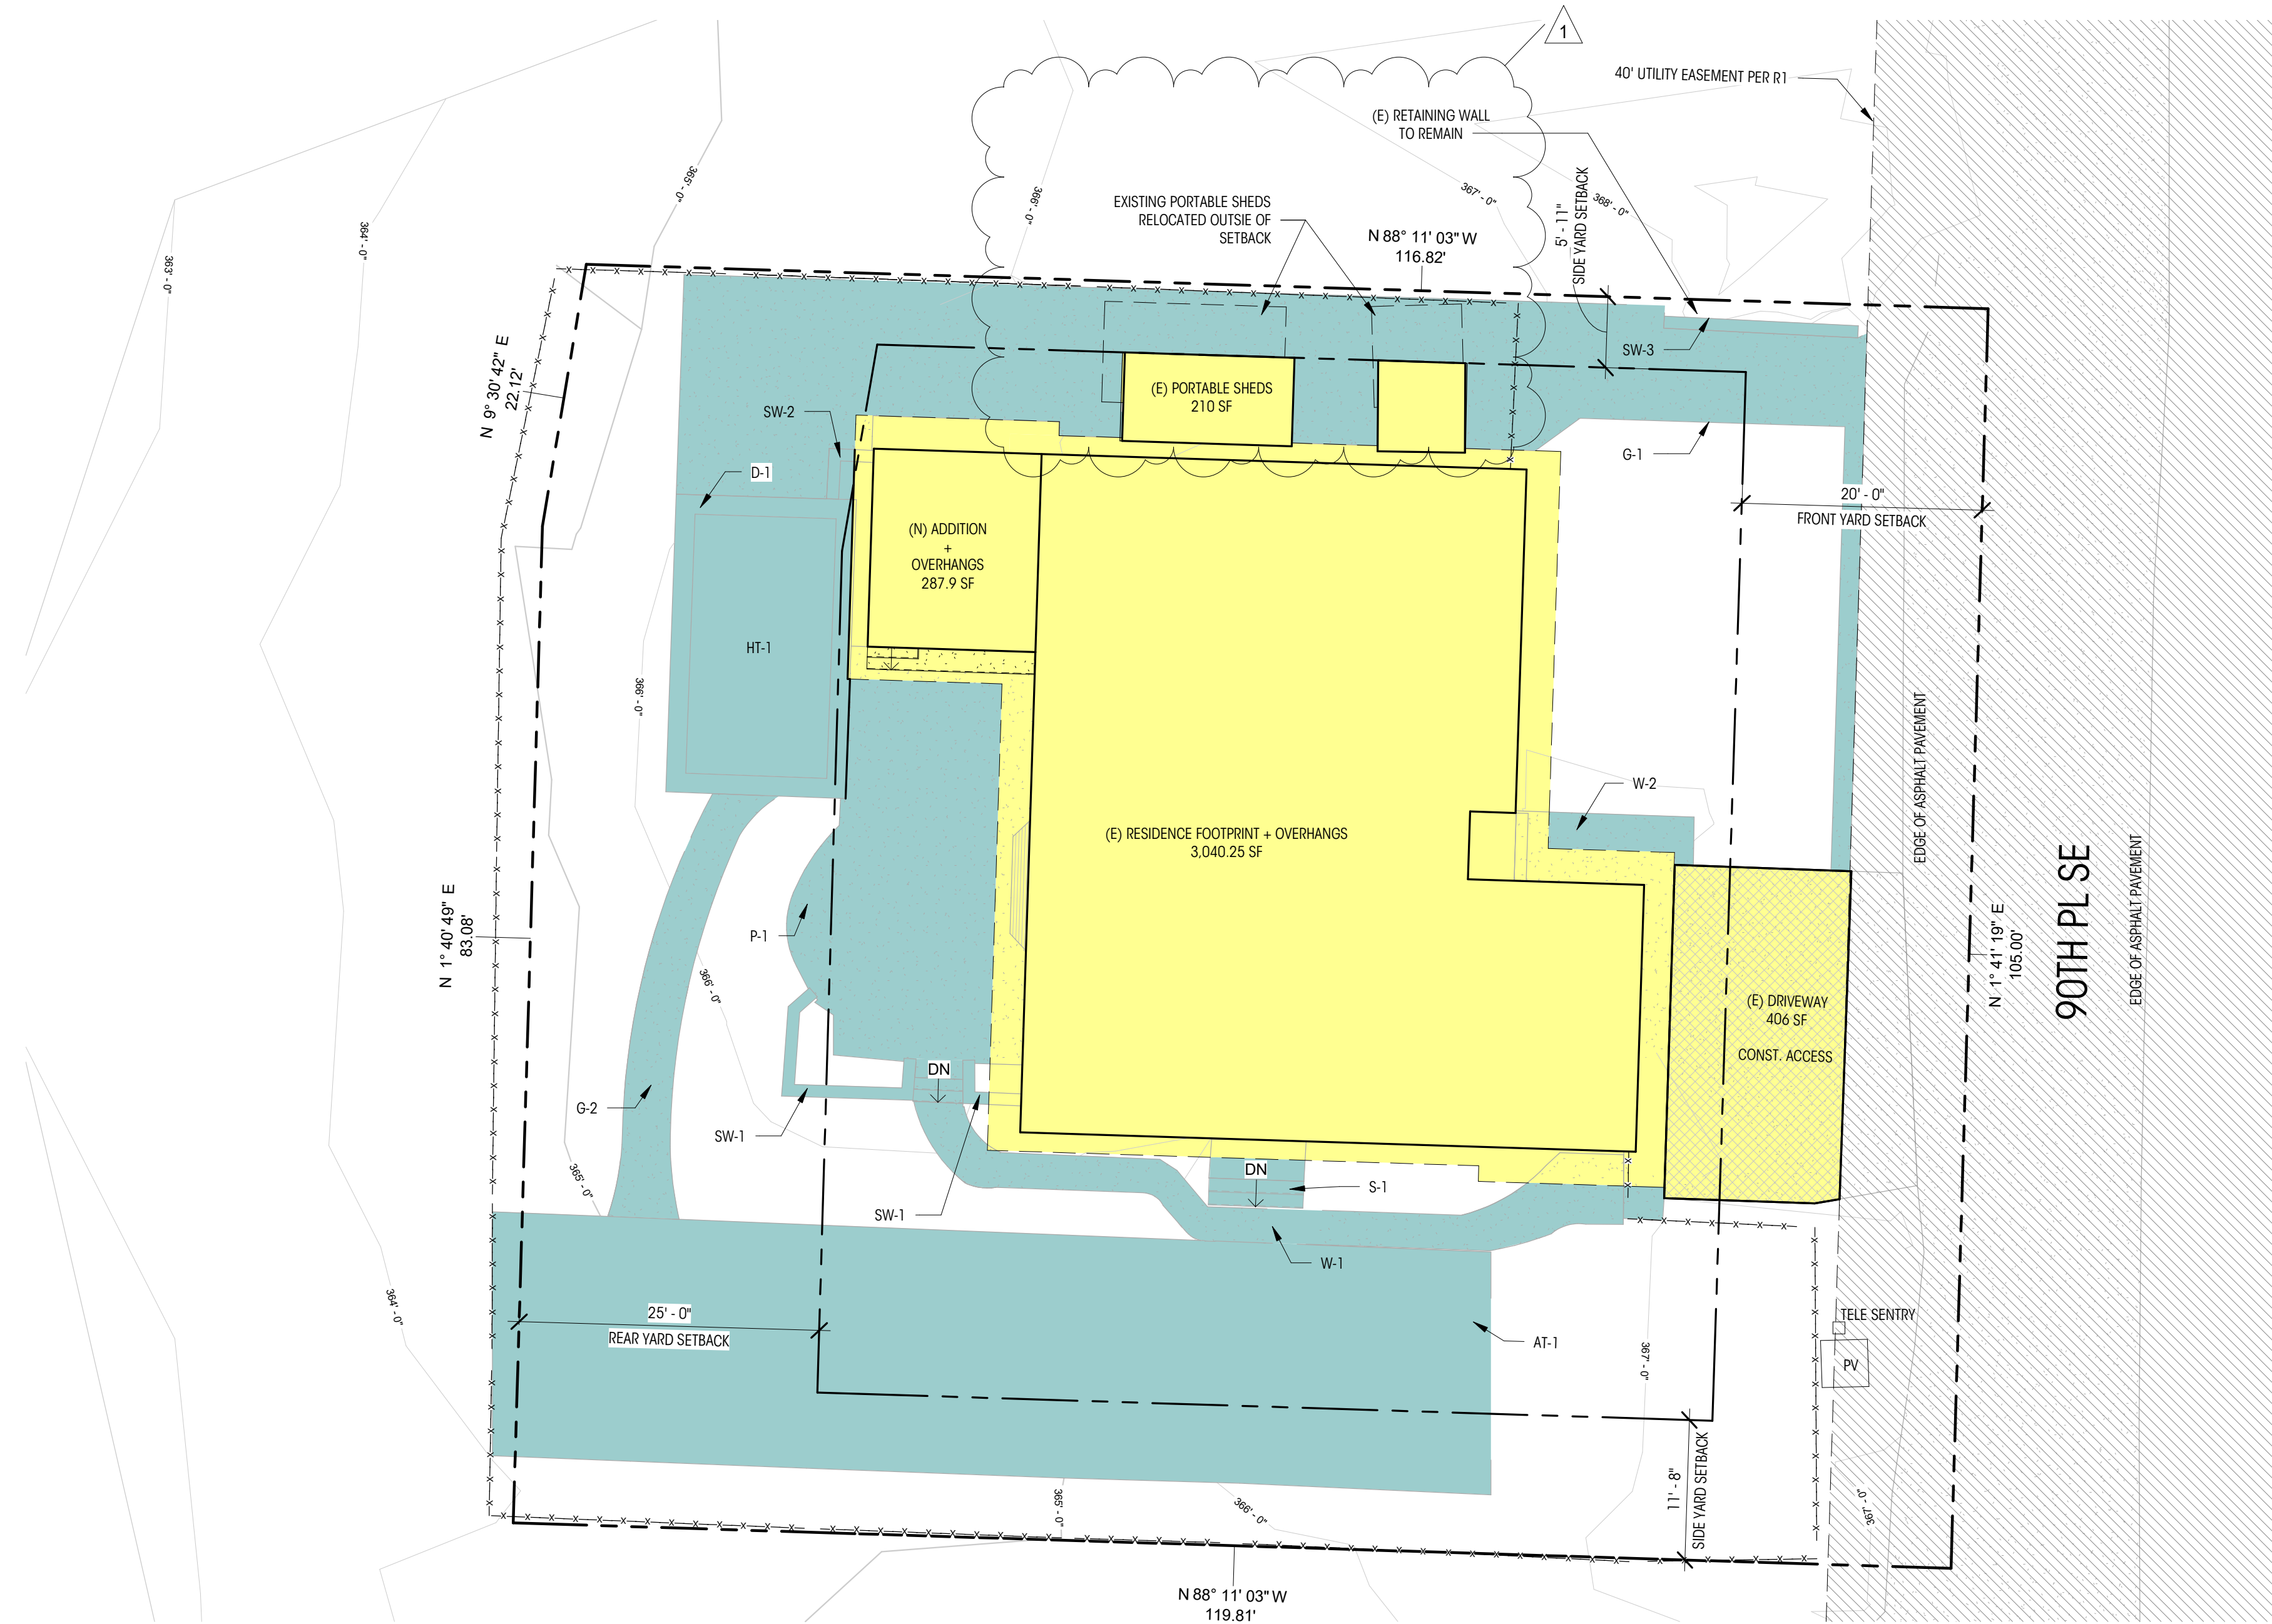 1
40' UTILITY EASEMENT PER R1
(E) RETAINING WALL
TO REMAIN
EXISTING PORTABLE SHEDS
RELOCATED OUTSIE OF
SETBACK
N 88° 11' 03" W
116.82'
5' - 11"
SIDE YARD SETBACK
363' - 0"
364' - 0"
365' - 0"
366' - 0"
367' - 0"
368' - 0"
SW-3
N 9° 30' 42" E
22.12'
SW-2
D-1
(E) PORTABLE SHEDS
210 SF
G-1
20' - 0"
FRONT YARD SETBACK
(N) ADDITION
+
OVERHANGS
287.9 SF
HT-1
366' - 0"
W-2
(E) RESIDENCE FOOTPRINT + OVERHANGS
3,040.25 SF
EDGE OF ASPHALT PAVEMENT
90TH PL SE
EDGE OF ASPHALT PAVEMENT
N 1° 40' 49" E
83.08'
P-1
366' - 0"
N 1° 41' 19" E
105.00'
(E) DRIVEWAY
406 SF
CONST. ACCESS
DN
G-2
SW-1
365' - 0"
DN
S-1
SW-1
W-1
364' - 0"
25' - 0"
REAR YARD SETBACK
AT-1
367' - 0"
TELE SENTRY
PV
11' - 8"
SIDE YARD SETBACK
365' - 0"
366' - 0"
367' - 0"
N 88° 11' 03" W
119.81'